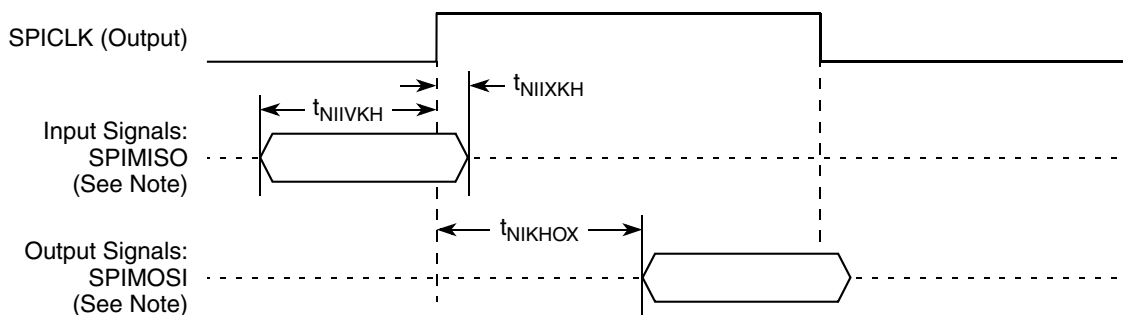 SPICLK (Output)
tNIIXKH
tNIIVKH
Input Signals:
SPIMISO
(See Note)
tNIKHOX
Output Signals:
SPIMOSI
(See Note)